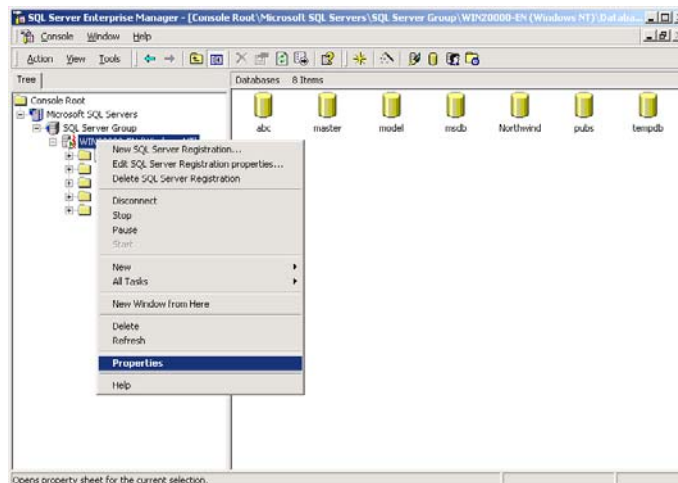 SQL Server Enterprise Manager - [Console Root\Microsoft SQL Servers\SQL Server Group\WIN20000-EN (Windows NT)\Databa...
Console Window Help
Action View Tools
Tree
Databases 8 Items
Console Root
Microsoft SQL Servers
SQL Server Group
abc
master
model
msdb
Northwind
pubs
tempdb
New SQL Server Registration...
Edit SQL Server Registration properties...
Delete SQL Server Registration
Disconnect
Stop
Pause
Start
New
All Tasks
New Window from Here
Delete
Refresh
Properties
Help
Opens property sheet for the current selection.